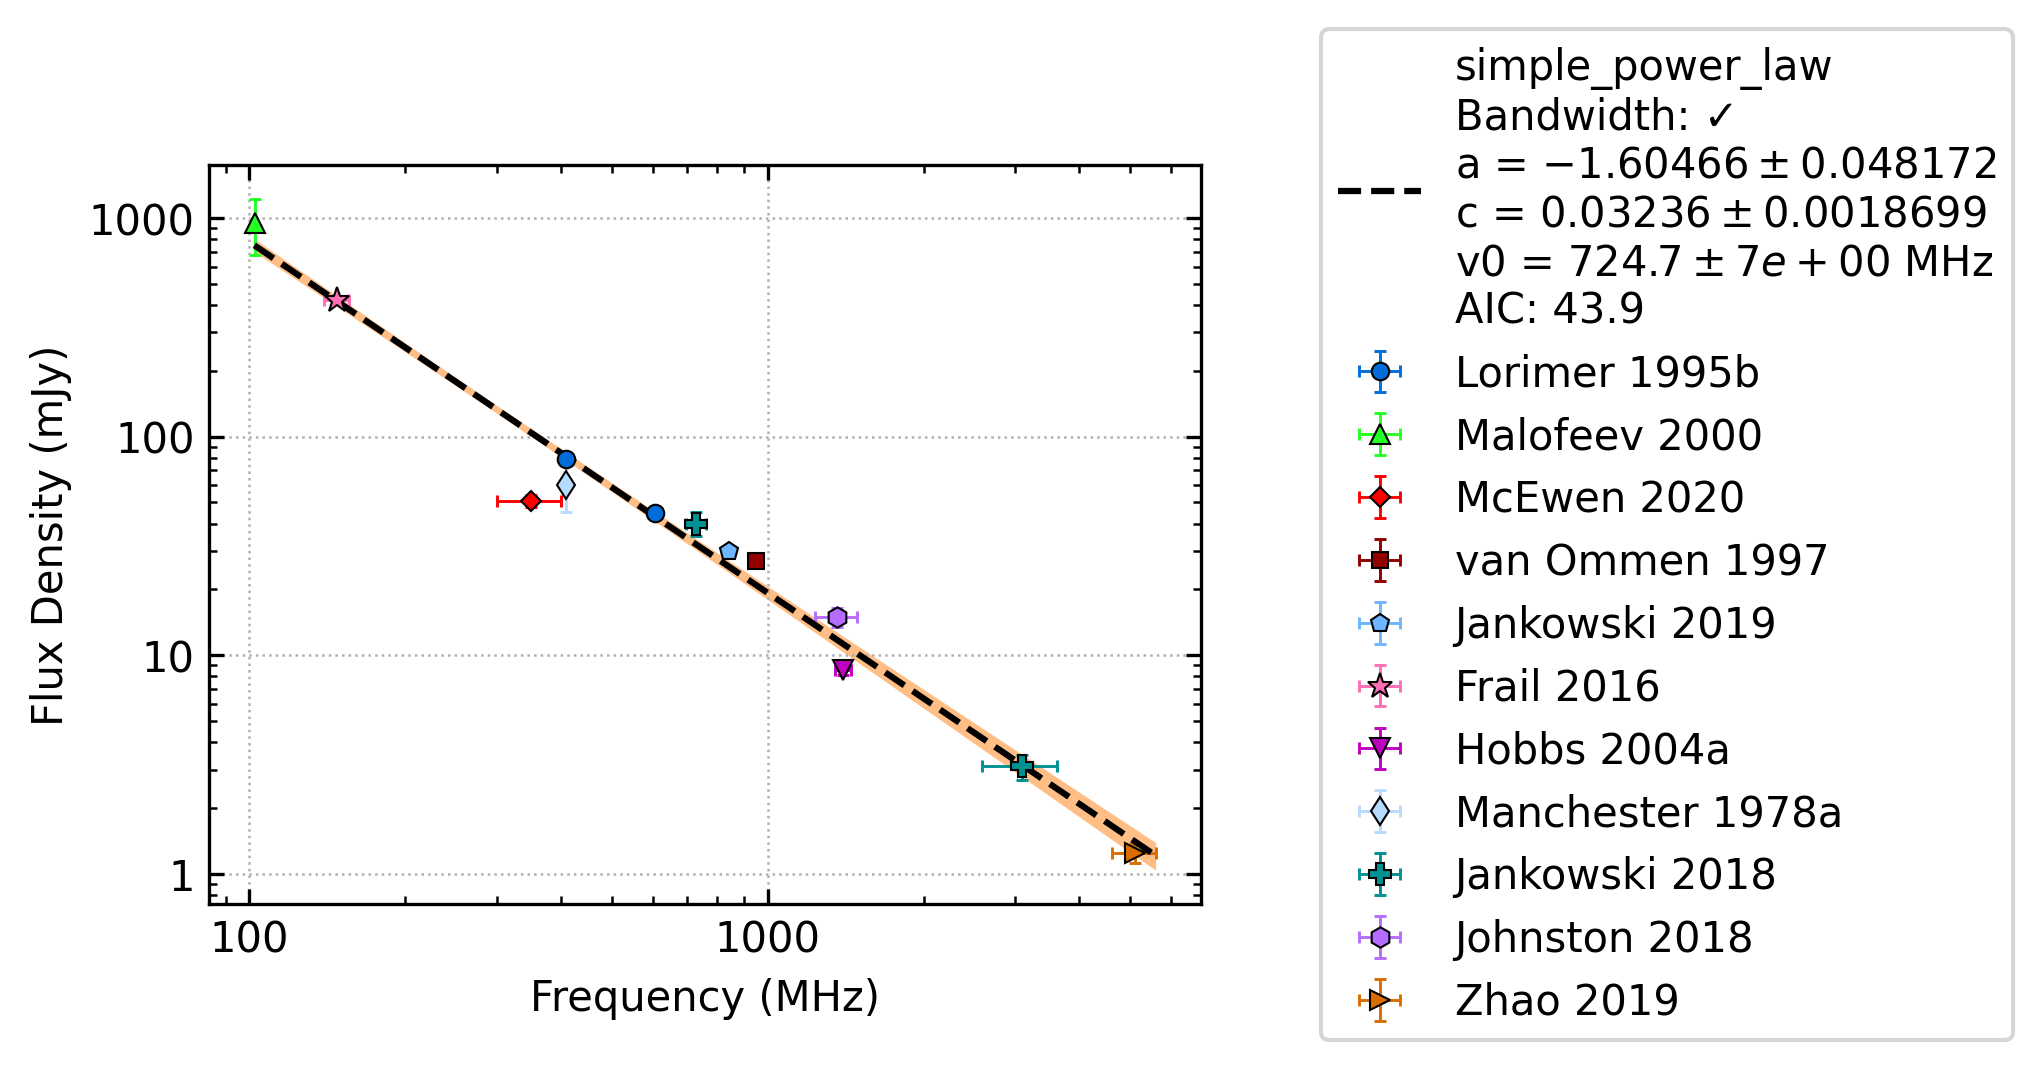 1000
100
10
1
Flux Density (mJy)
100
1000
Frequency (MHz)
simple_power_law
Bandwidth: ✓
a = −1.60466 ± 0.048172
c = 0.03236 ± 0.0018699
v0 = 724.7 ± 7e + 00 MHz
AIC: 43.9
Lorimer 1995b
Malofeev 2000
McEwen 2020
van Ommen 1997
Jankowski 2019
Frail 2016
Hobbs 2004a
Manchester 1978a
Jankowski 2018
Johnston 2018
Zhao 2019